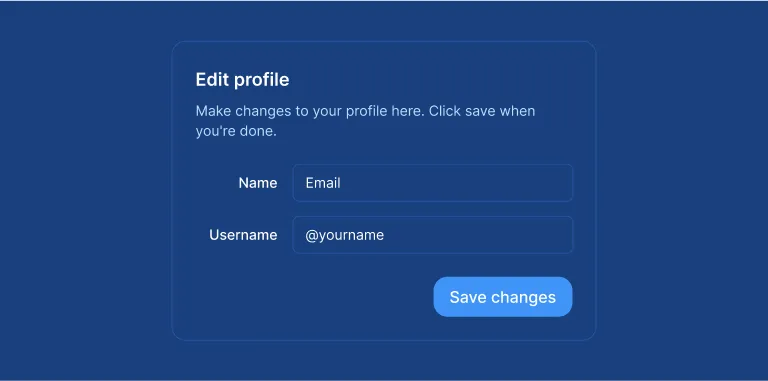 Edit profile
Make changes to your profile here. Click save when
you're done.
Name
Email
Username
@yourname
Save changes